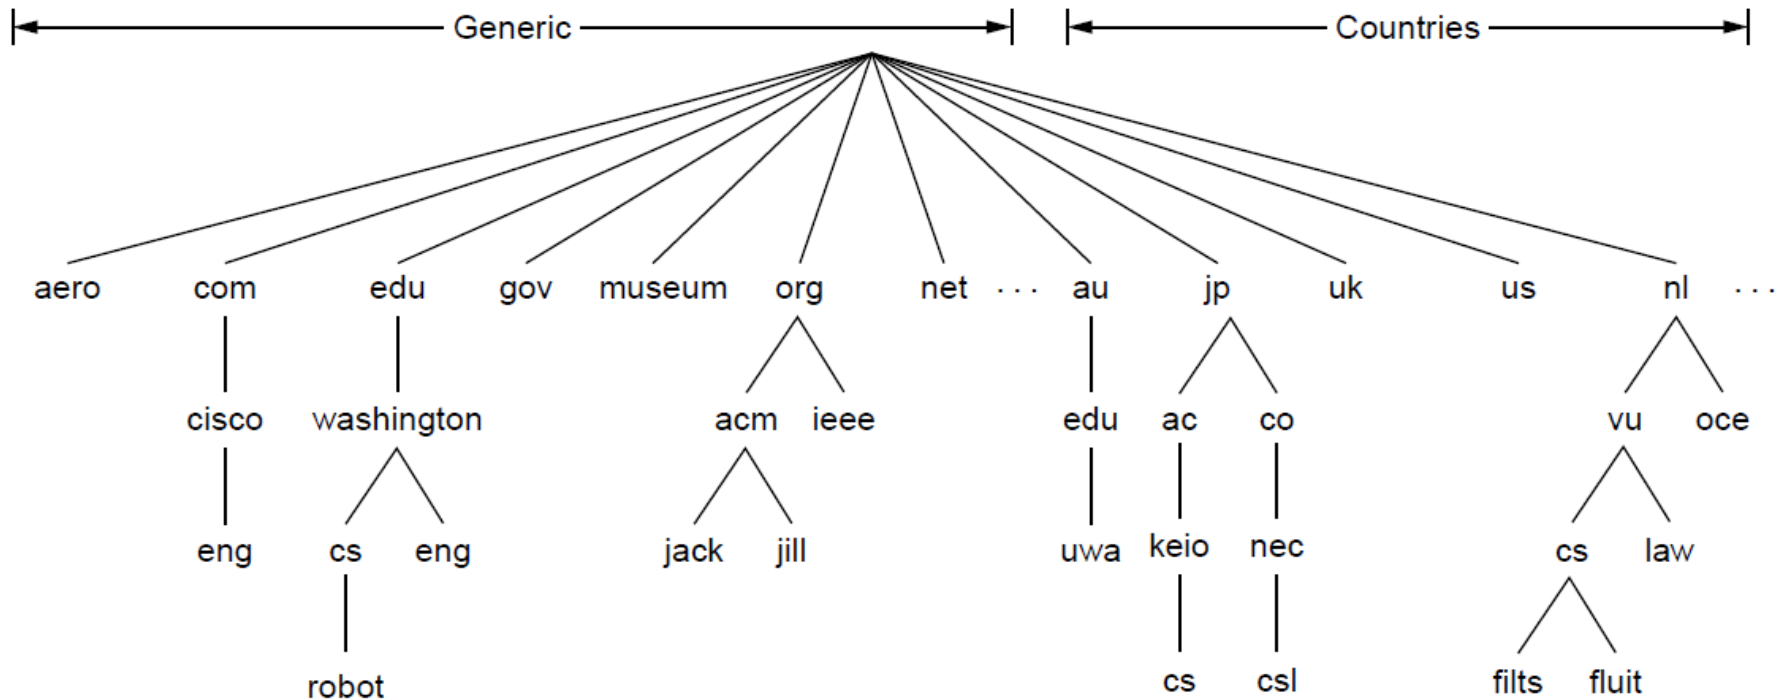 Generic Countries
aero com edu gov museum org net ... au jp uk us nl ...
cisco washington acm ieee edu ac co vu oce
eng cs eng jack jill uwa keio nec cs law
robot cs csl filts fluit